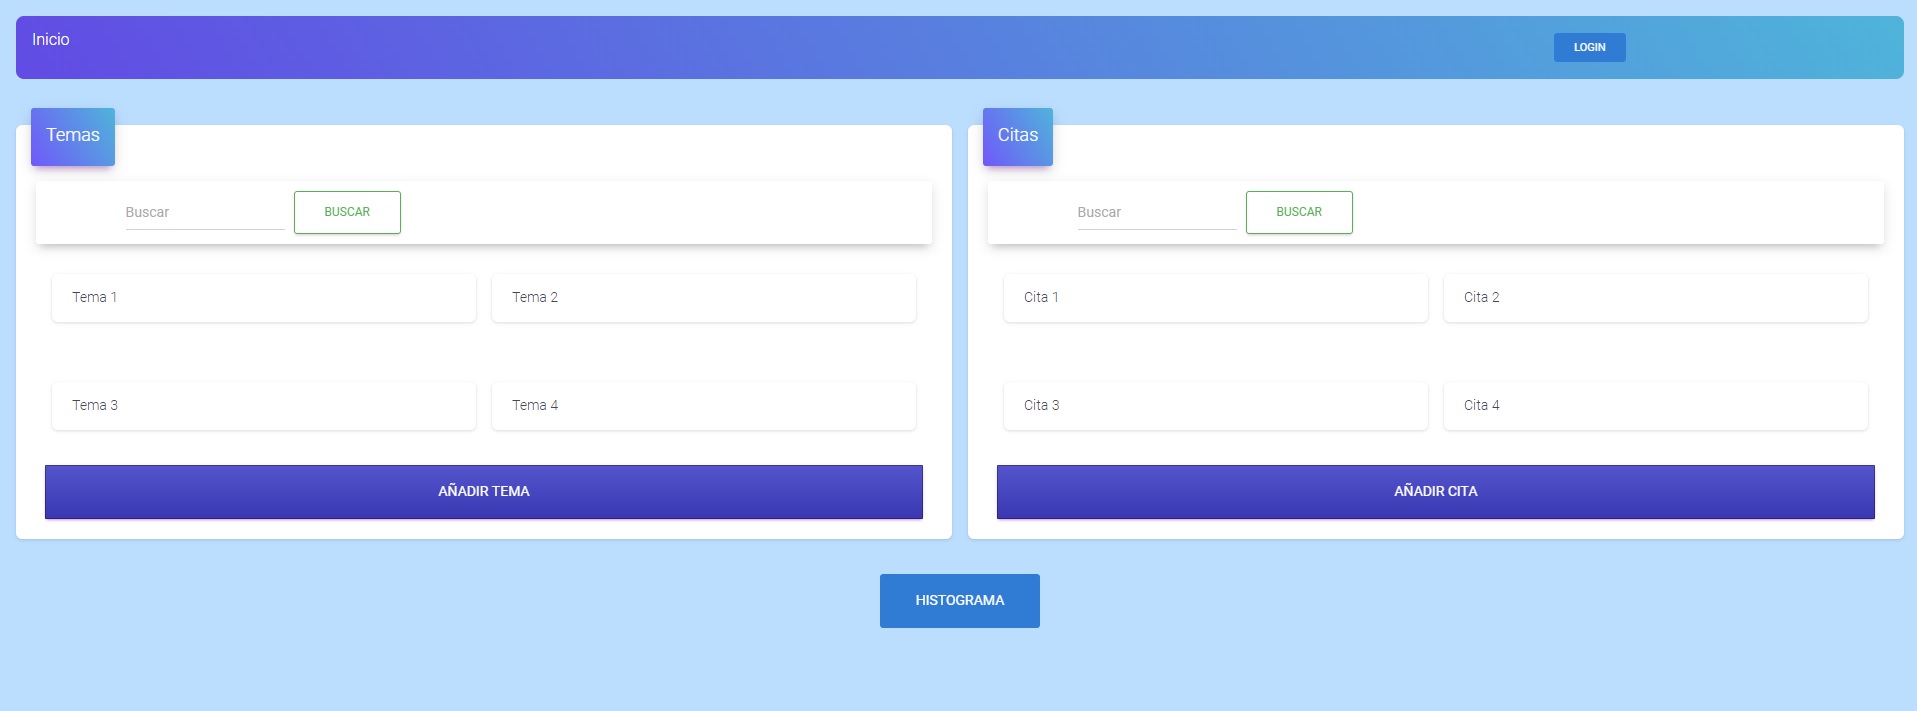 Inicio
LOGIN
Temas
Buscar
BUSCAR
Tema 1
Tema 2
Tema 3
Tema 4
AÑADIR TEMA
Citas
Buscar
BUSCAR
Cita 1
Cita 2
Cita 3
Cita 4
AÑADIR CITA
HISTOGRAMA